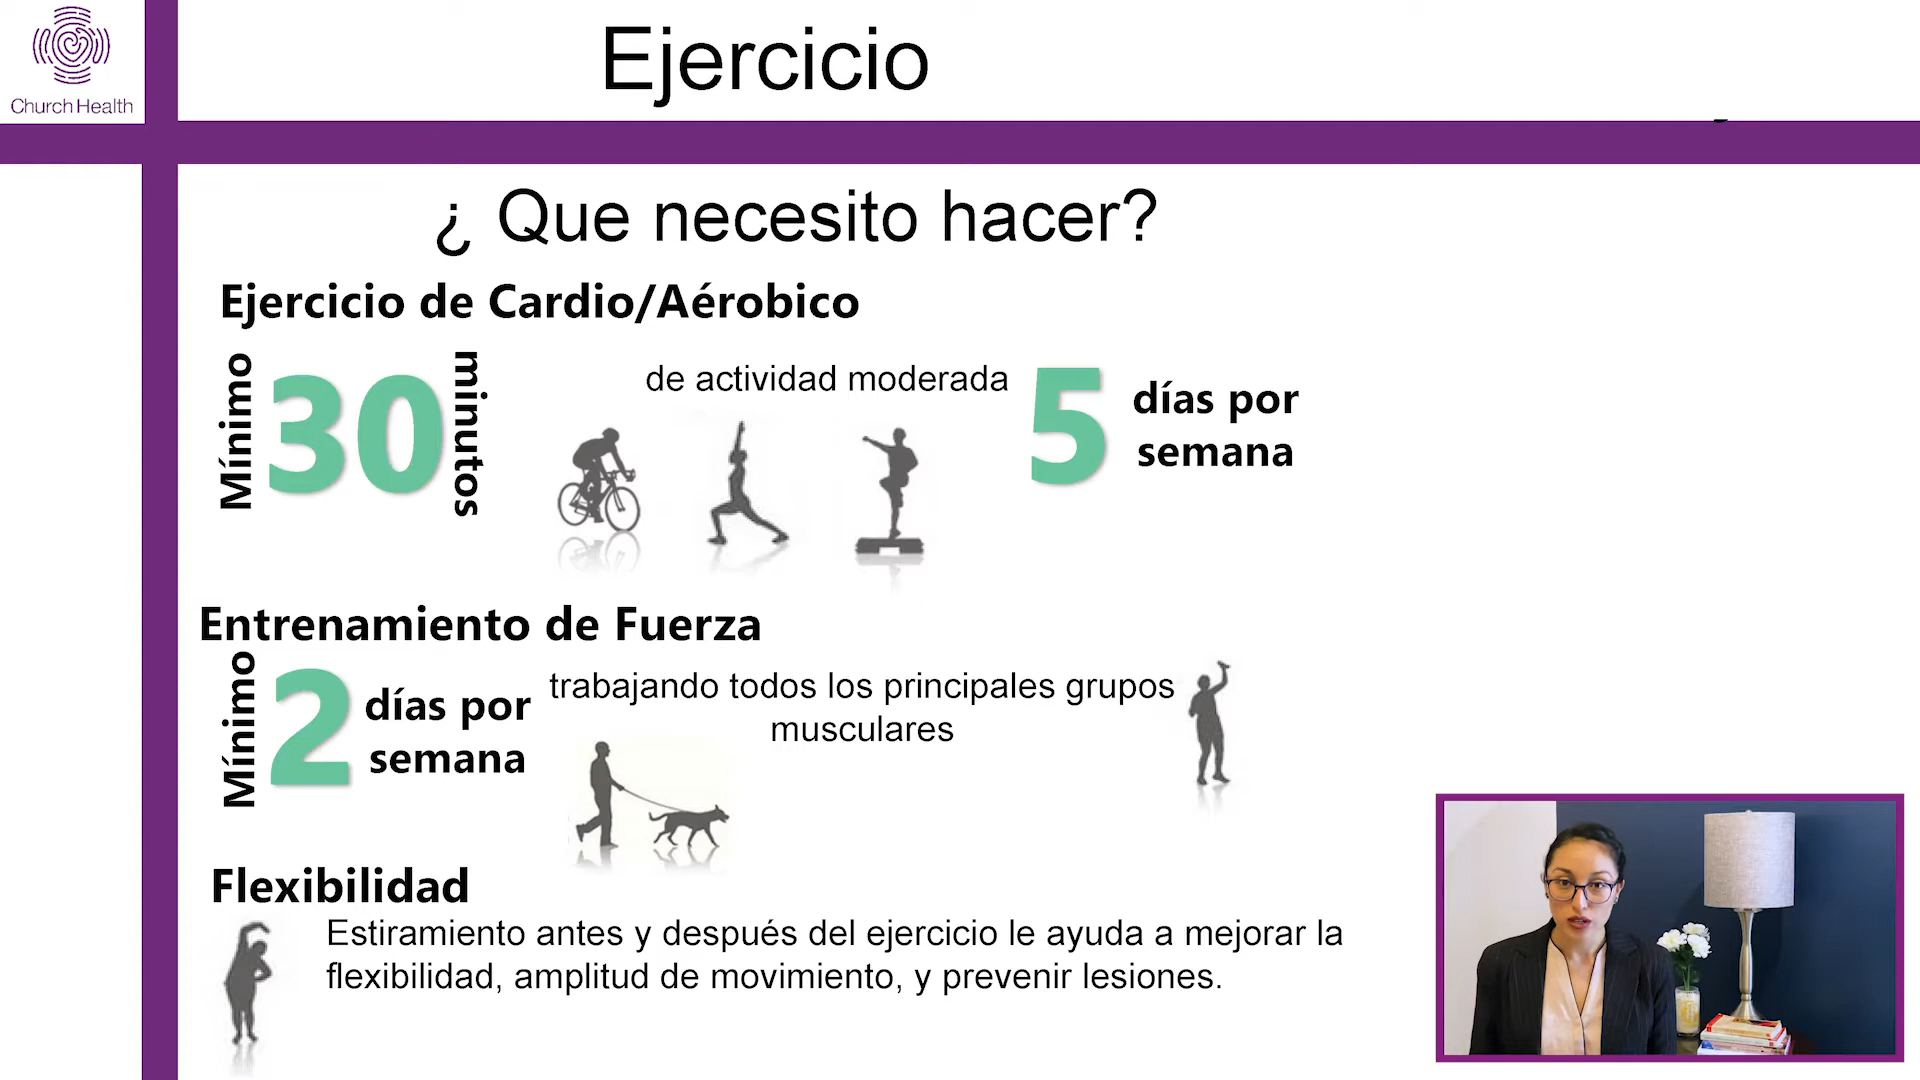 Church Health
Ejercicio
¿ Que necesito hacer?
Ejercicio de Cardio/Aérobico
Mínimo
30
minutos
de actividad moderada
5
días por
semana
Entrenamiento de Fuerza
Mínimo
2
días por
semana
trabajando todos los principales grupos
musculares
Flexibilidad
Estiramiento antes y después del ejercicio le ayuda a mejorar la
flexibilidad, amplitud de movimiento, y prevenir lesiones.